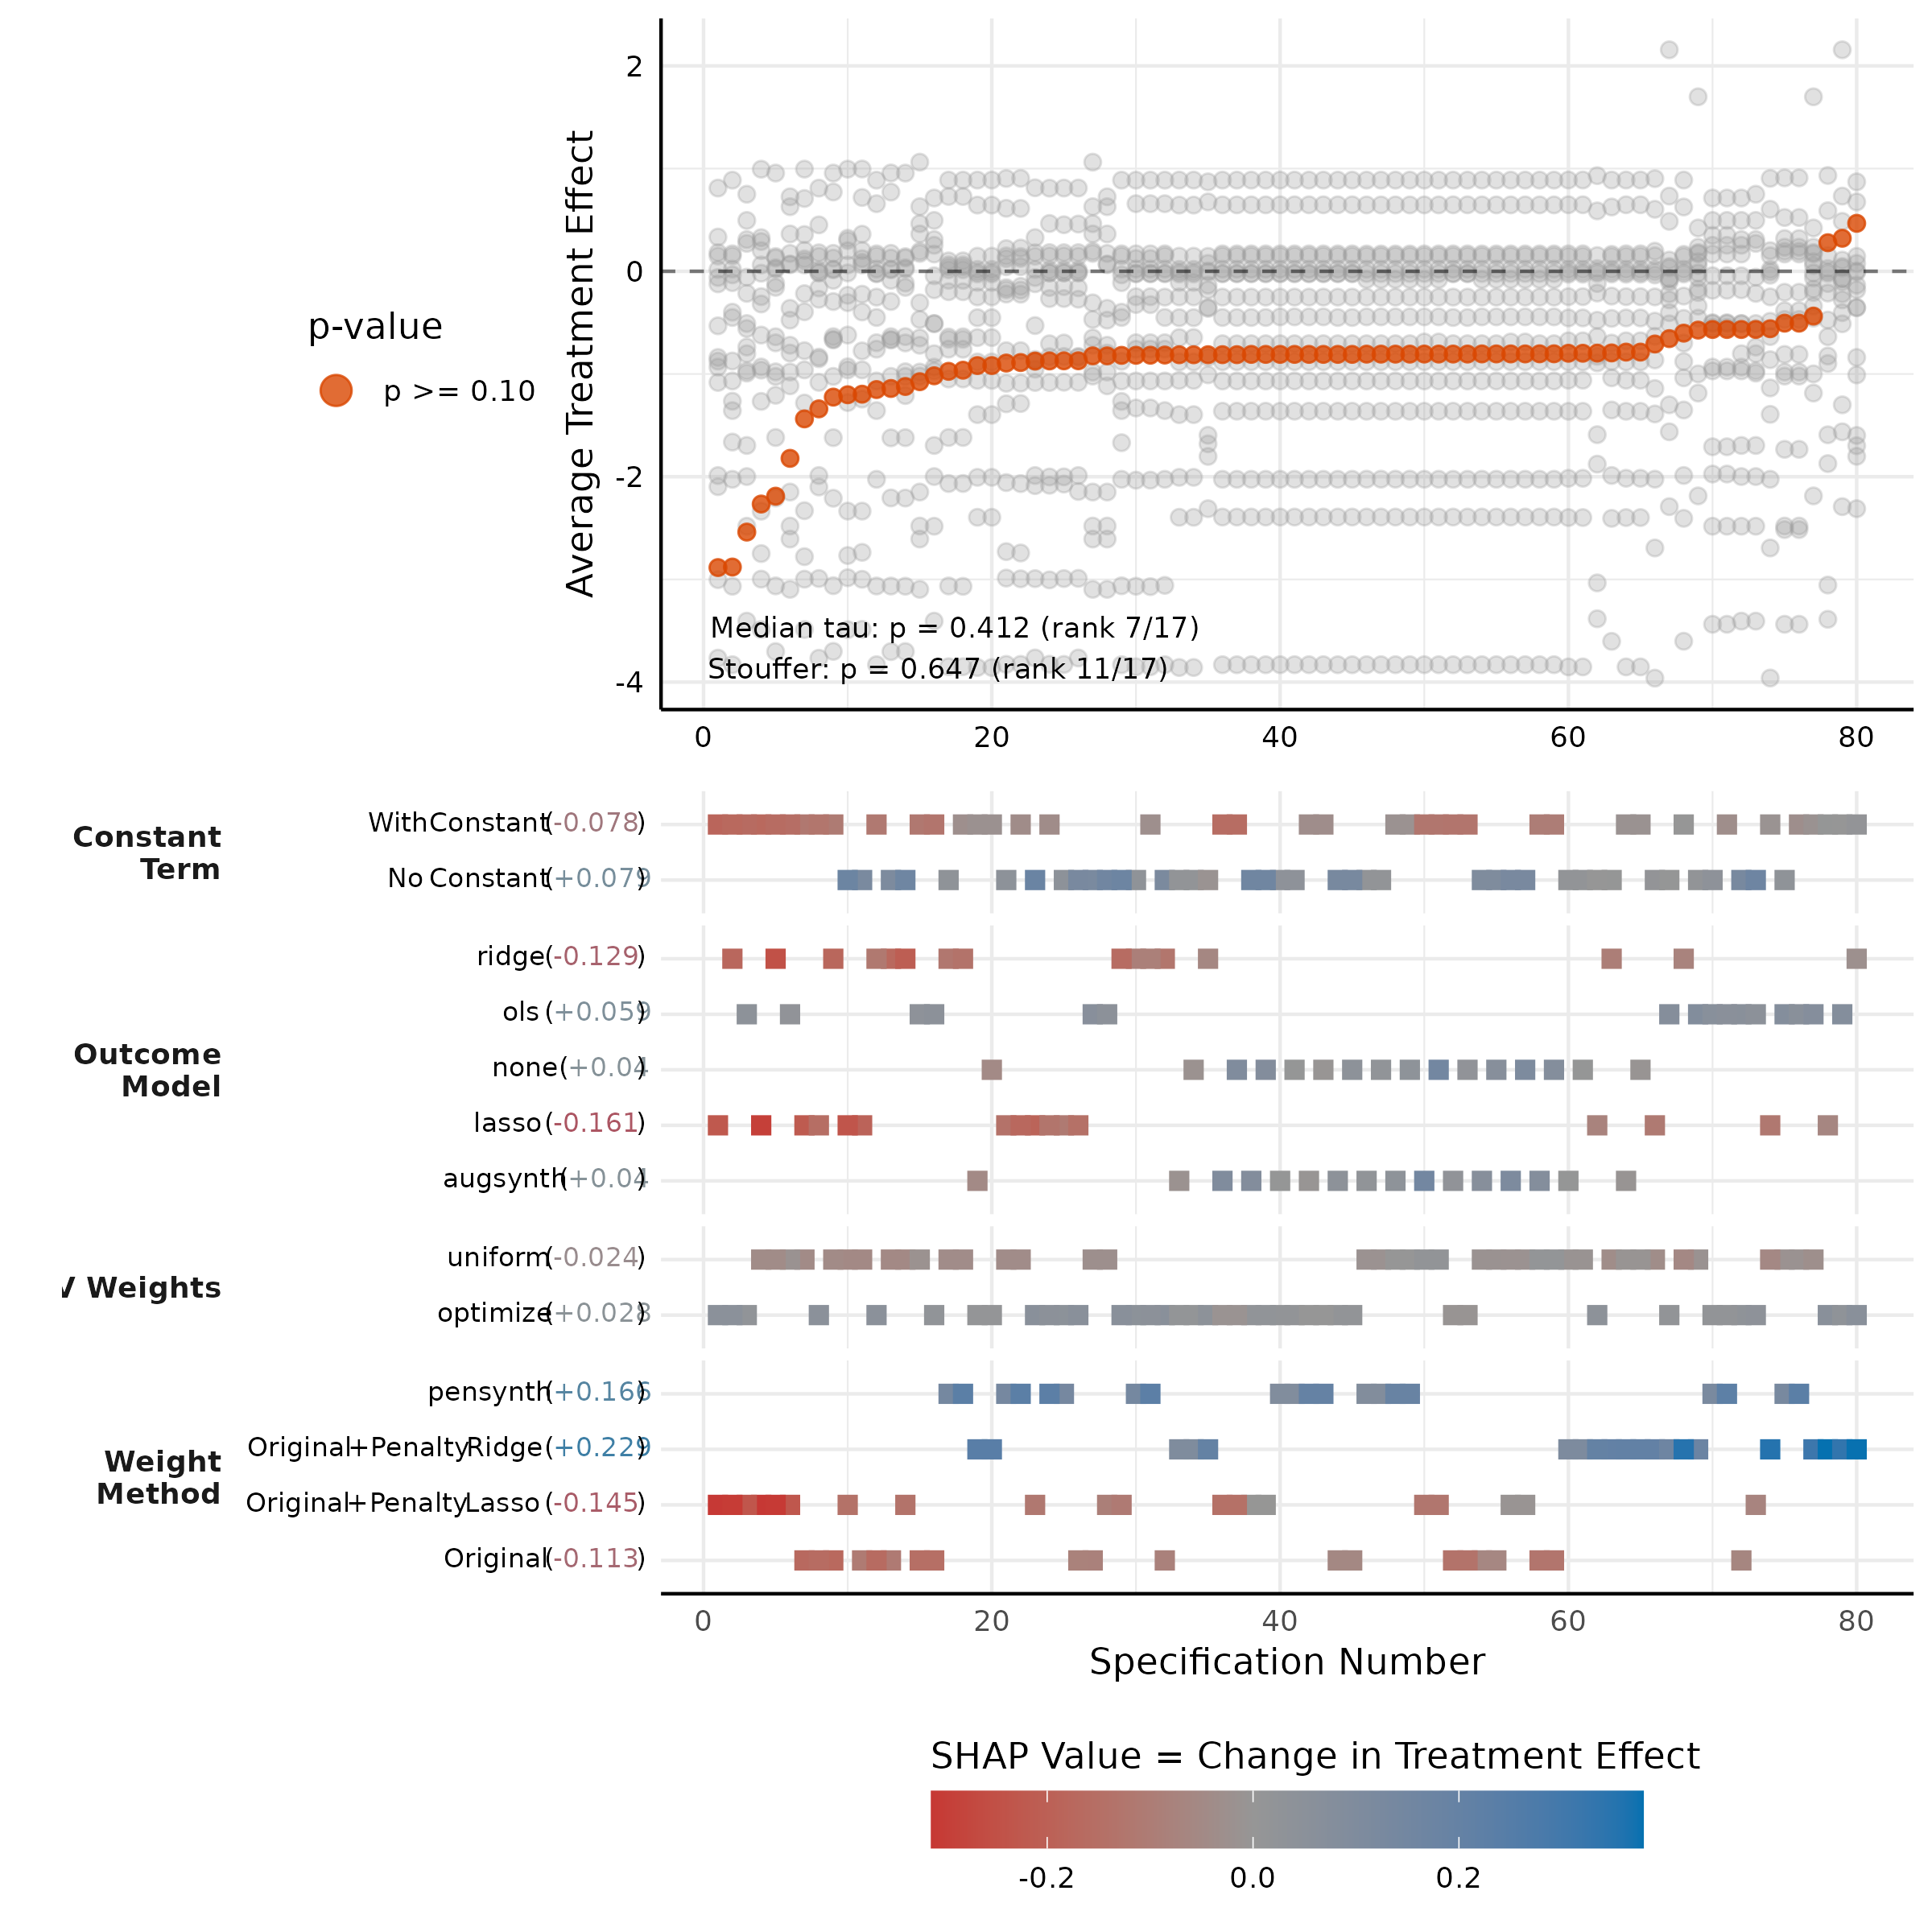 2
0
-2
-4
Average Treatment Effect
p-value
p >= 0.10
Median tau: p = 0.412 (rank 7/17)
Stouffer: p = 0.647 (rank 11/17)
0 20 40 60 80
Constant
Term
WithConstant(-0.078)
No Constant(+0.079)
Outcome
Model
ridge(-0.129)
ols (+0.059)
none(+0.04)
lasso (-0.161)
augsynth(+0.04)
V Weights
uniform(-0.024)
optimize(+0.028)
Weight
Method
pensynth(+0.166)
Original+PenaltyRidge (+0.229)
Original+PenaltyLasso (-0.145)
Original(-0.113)
0 20 40 60 80
Specification Number
SHAP Value = Change in Treatment Effect
-0.2 0.0 0.2